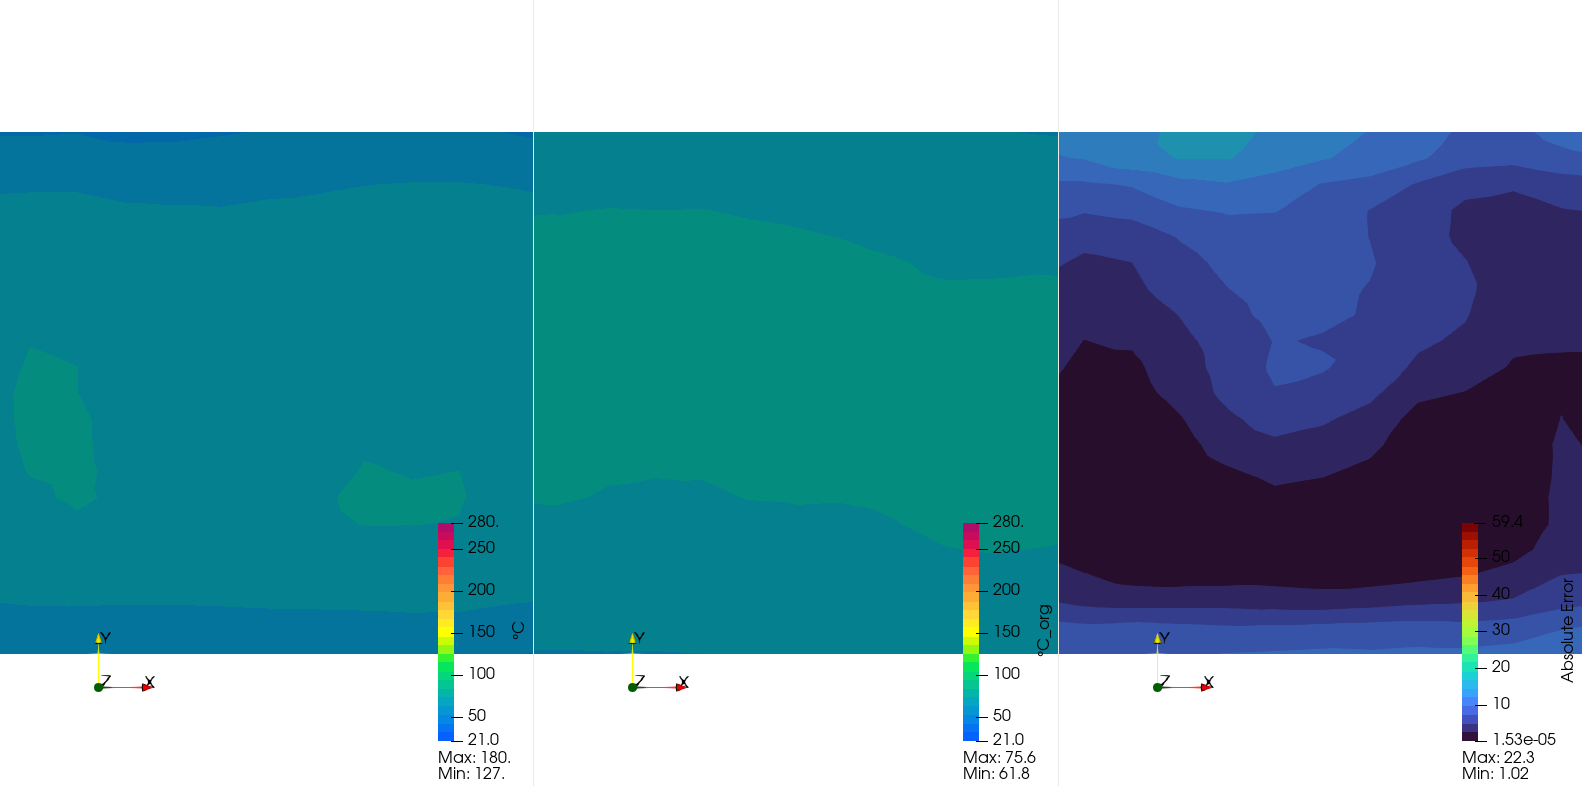 280.
250
200
150
100
50
21.0
°C
Max: 180.
Min: 127.
Y
Z
X
280.
250
200
150
100
50
21.0
°C_org
Max: 75.6
Min: 61.8
Y
Z
X
59.4
50
40
30
20
10
1.53e-05
Absolute Error
Max: 22.3
Min: 1.02
Y
Z
X